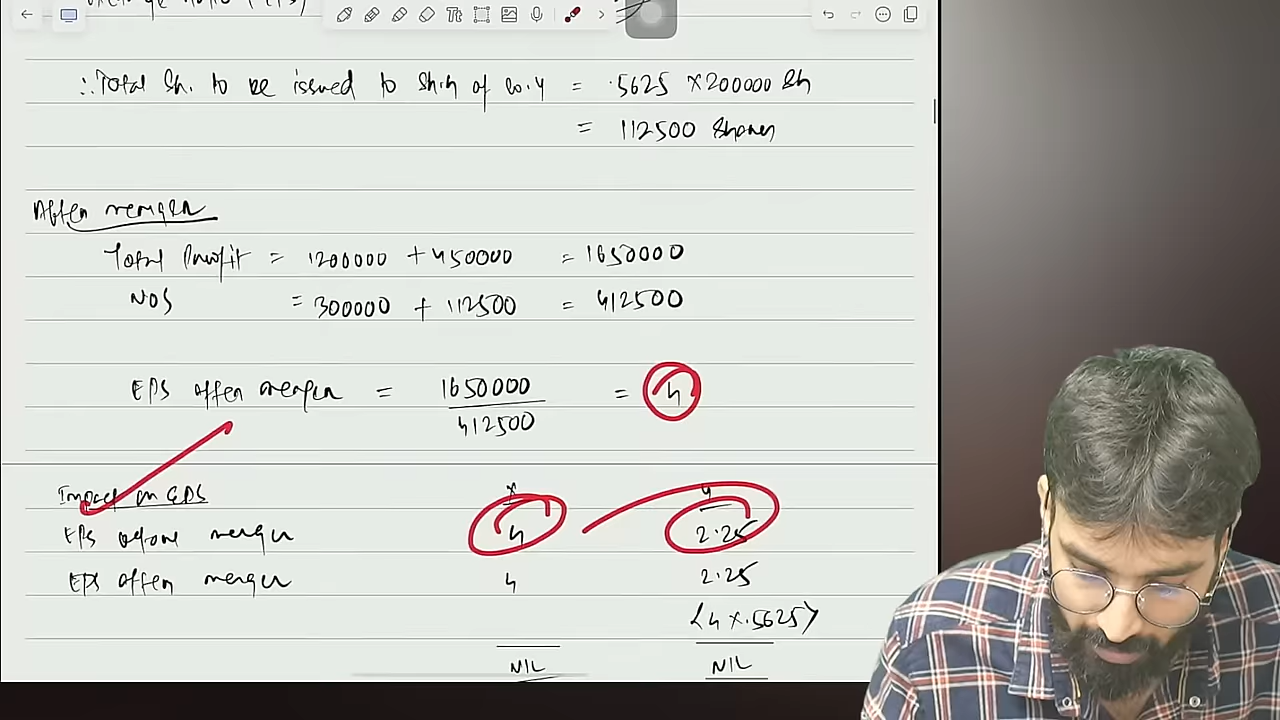 ∴ Total Sh. to be issued to Sh.h of co. y = .5625 × 200000 Sh
= 112500 Shares
After merger
Total Profit = 1200000 + 450000 = 1650000
NOS = 300000 + 112500 = 412500
EPS after merger = 1650000 / 412500 = 4
Impact on EPS x y
EPS before merger 4 2.25
EPS after merger 4 2.25
(4 × .5625)
NIL NIL